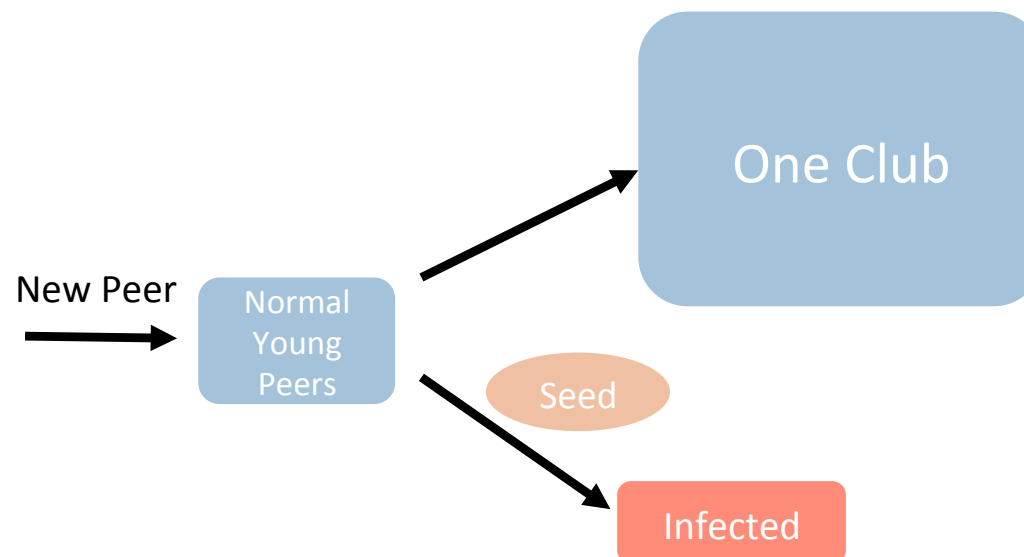 One Club
New Peer
Normal
Young
Peers
Seed
Infected